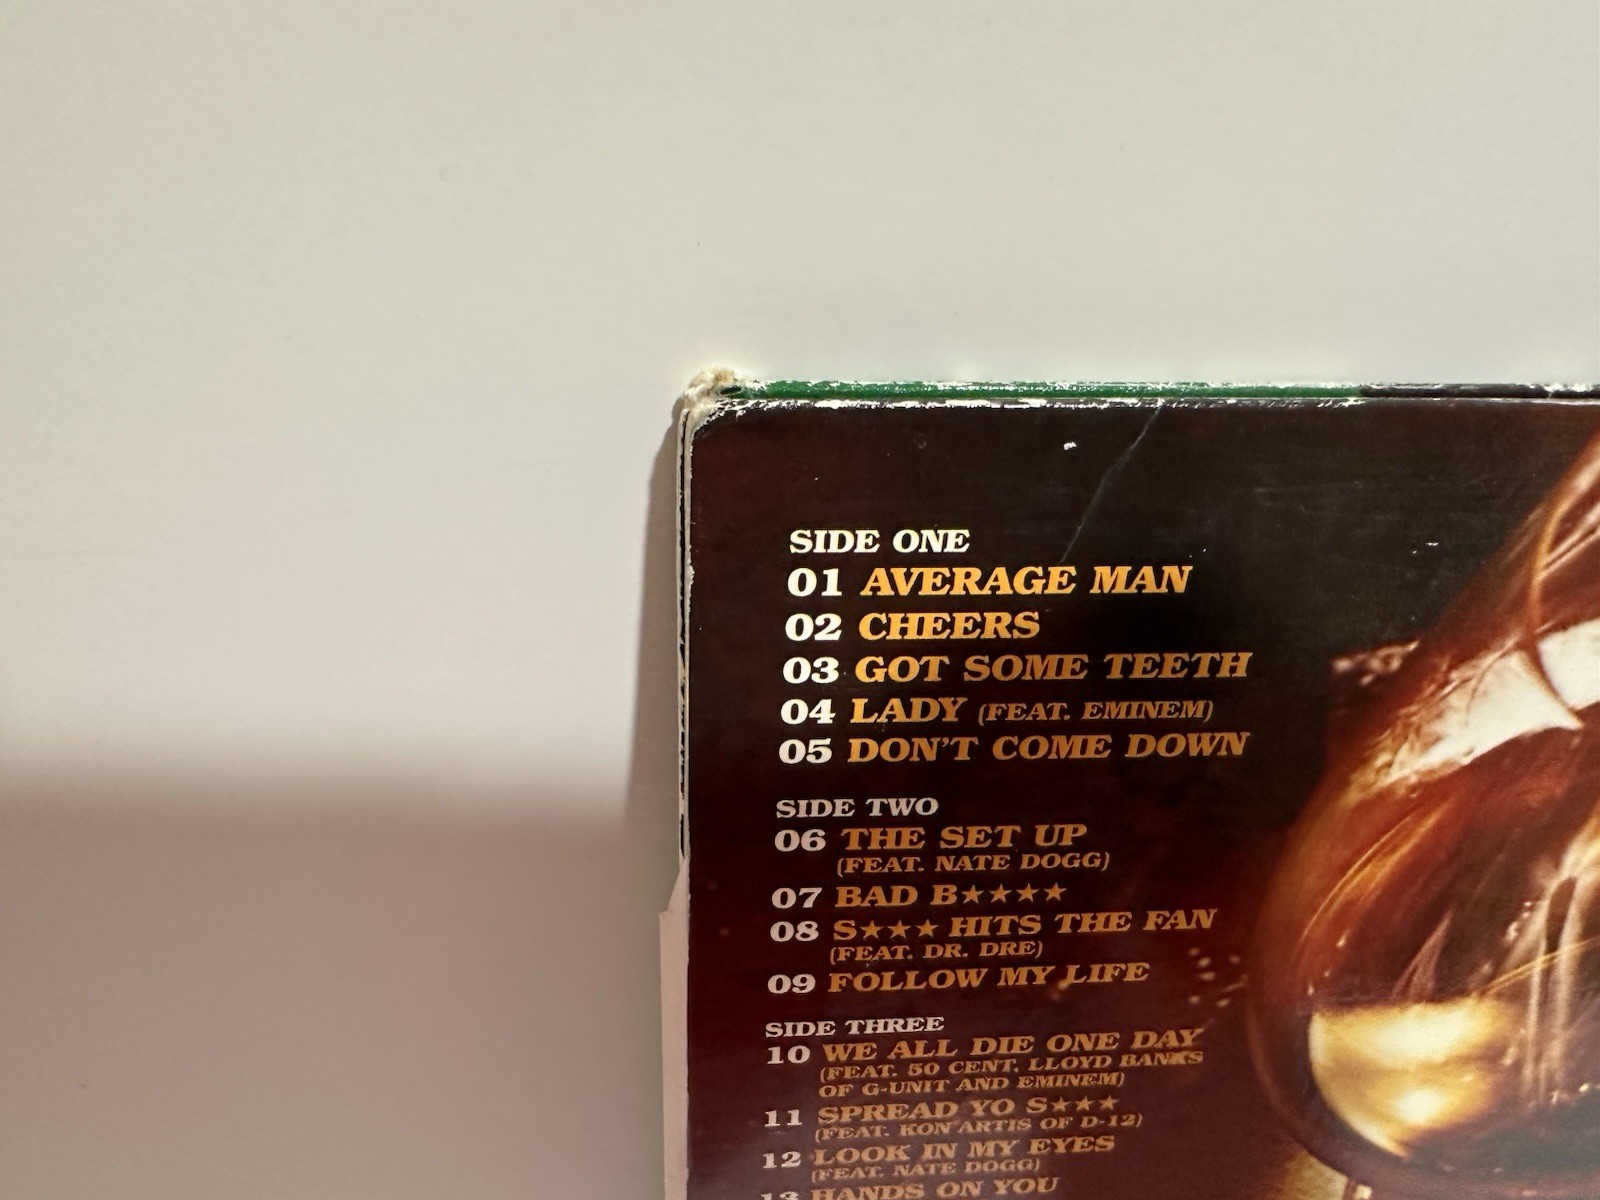 SIDE ONE
01 AVERAGE MAN
02 CHEERS
03 GOT SOME TEETH
04 LADY (FEAT. EMINEM)
05 DON'T COME DOWN
SIDE TWO
06 THE SET UP
(FEAT. NATE DOGG)
07 BAD B★★★★
08 S★★★ HITS THE FAN
(FEAT. DR. DRE)
09 FOLLOW MY LIFE
SIDE THREE
10 WE ALL DIE ONE DAY
(FEAT. 50 CENT, LLOYD BANKS
OF G-UNIT AND EMINEM)
11 SPREAD YO S★★★
(FEAT. KON ARTIS OF D-12)
12 LOOK IN MY EYES
(FEAT. NATE DOGG)
13 HANDS ON YOU